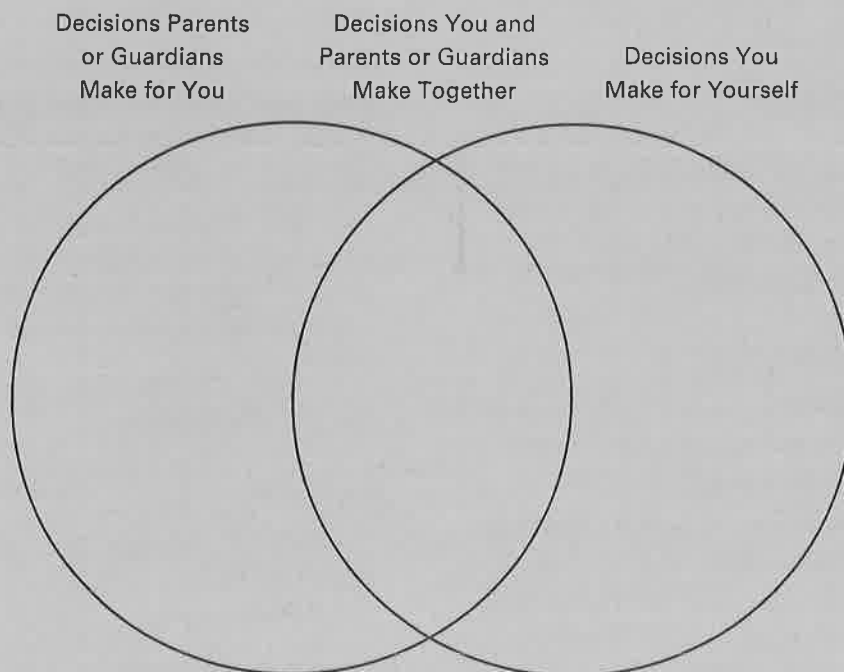 Decisions Parents
or Guardians
Make for You
Decisions You and
Parents or Guardians
Make Together
Decisions You
Make for Yourself